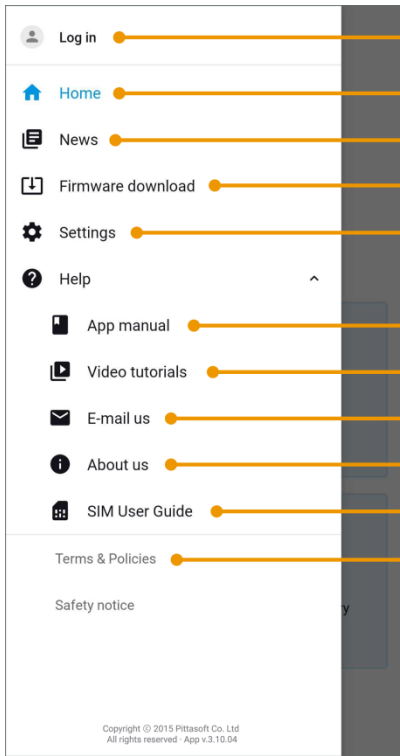 Log in
Home
News
Firmware download
Settings
Help
App manual
Video tutorials
E-mail us
About us
SIM User Guide
Terms & Policies
Safety notice
Copyright © 2015 Pittasoft Co. Ltd
All rights reserved · App v.3.10.04